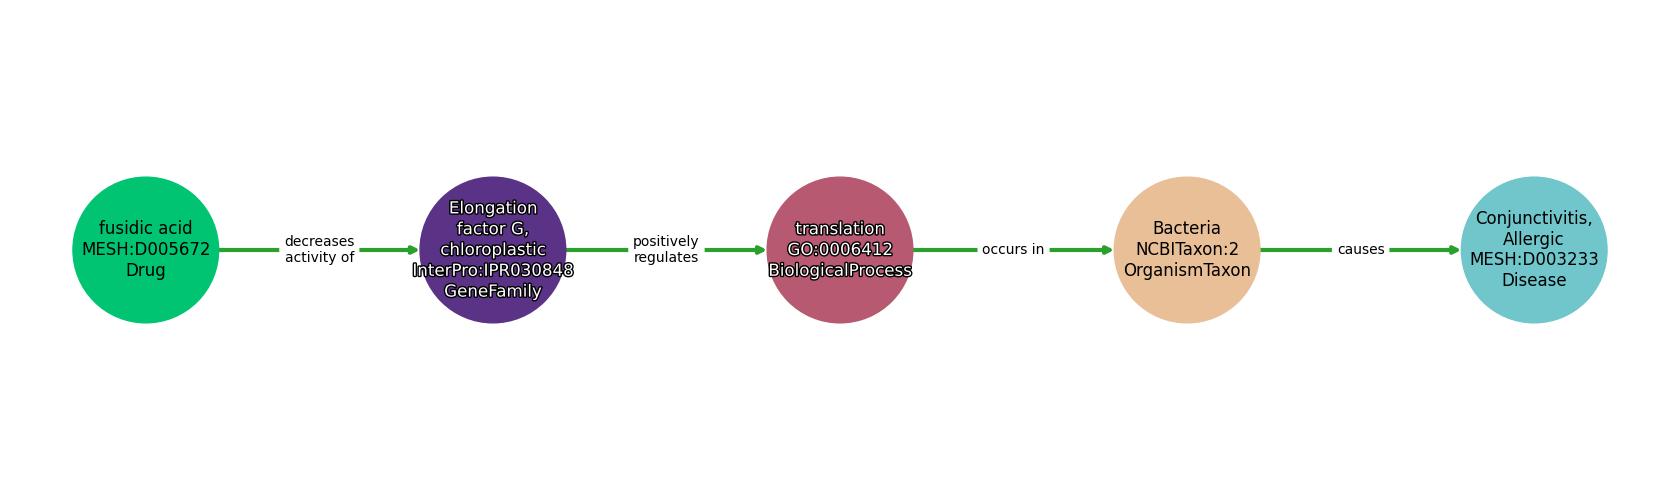 fusidic acid
MESH:D005672
Drug
decreases
activity of
Elongation
factor G,
chloroplastic
InterPro:IPR030848
GeneFamily
positively
regulates
translation
GO:0006412
BiologicalProcess
occurs in
Bacteria
NCBITaxon:2
OrganismTaxon
causes
Conjunctivitis,
Allergic
MESH:D003233
Disease